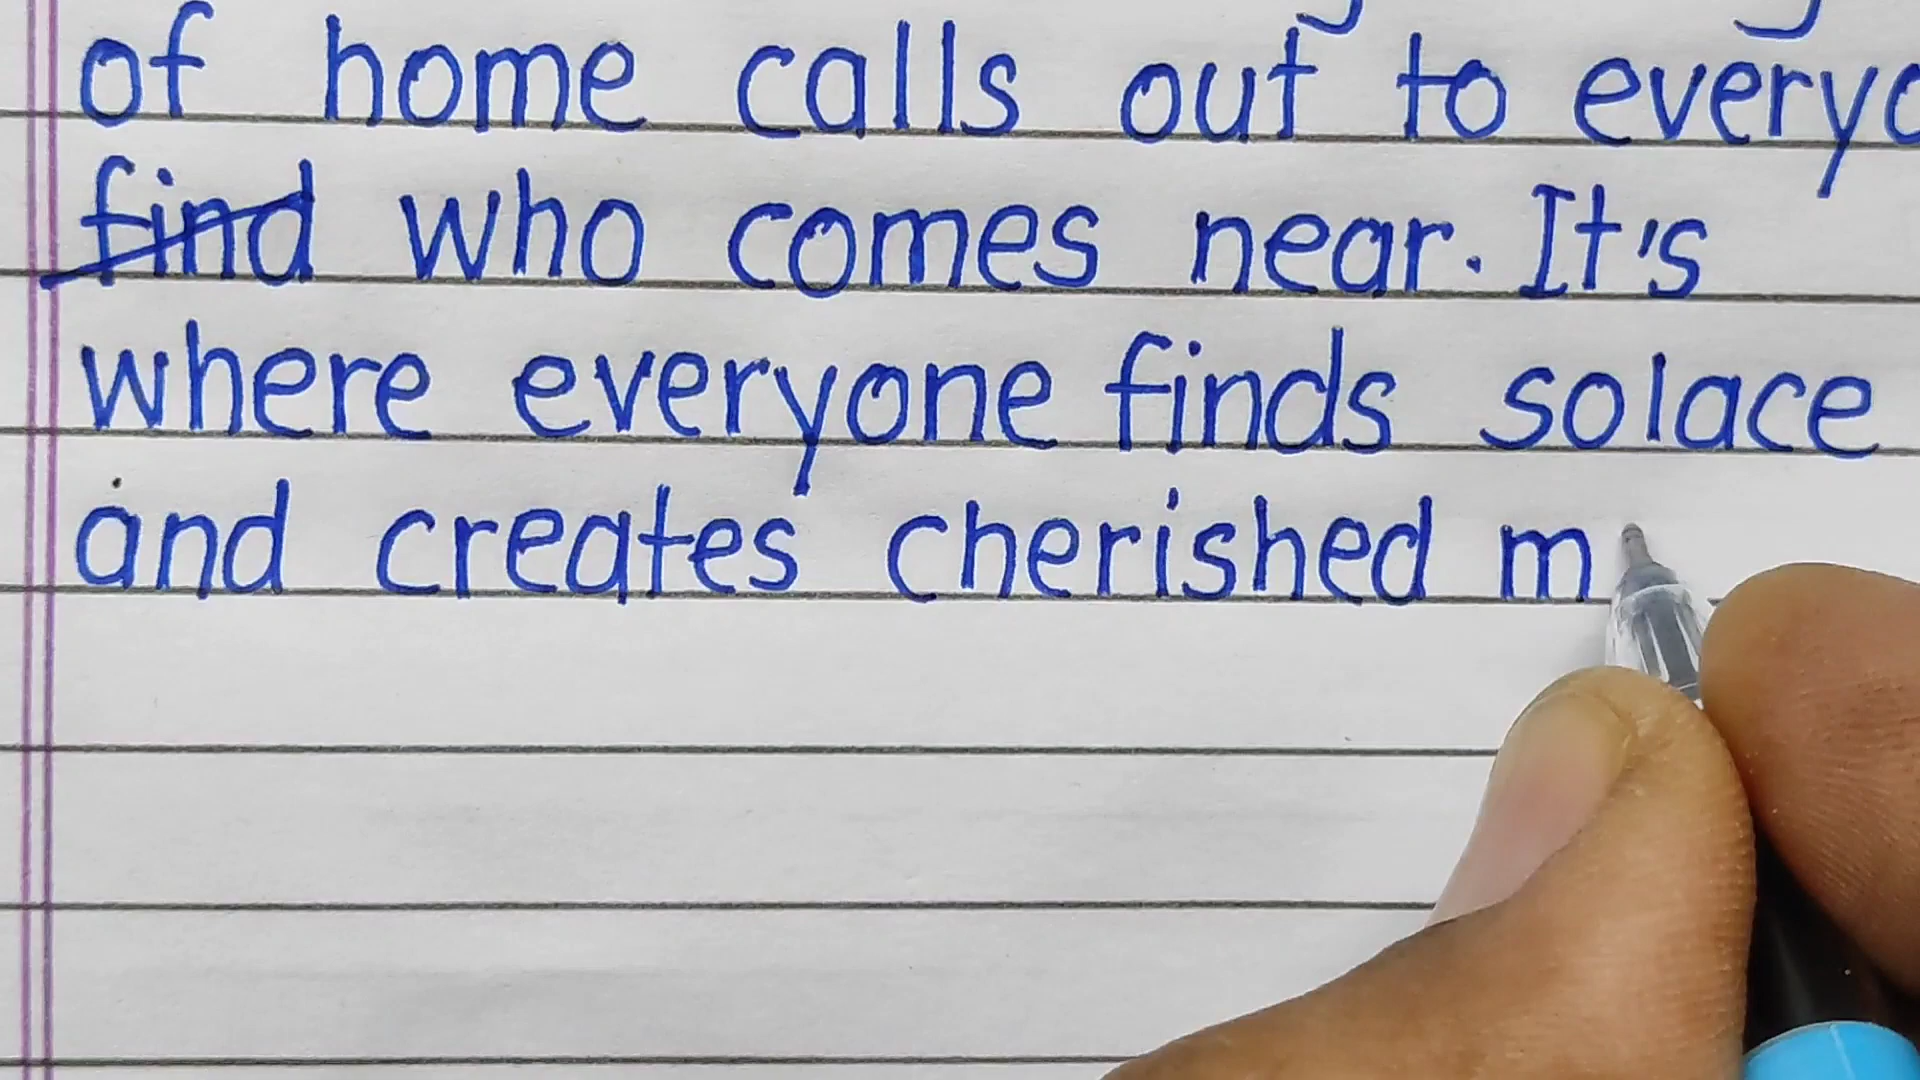 of home calls out to everyo
find who comes near. It's
where everyone finds solace
and creates cherished m